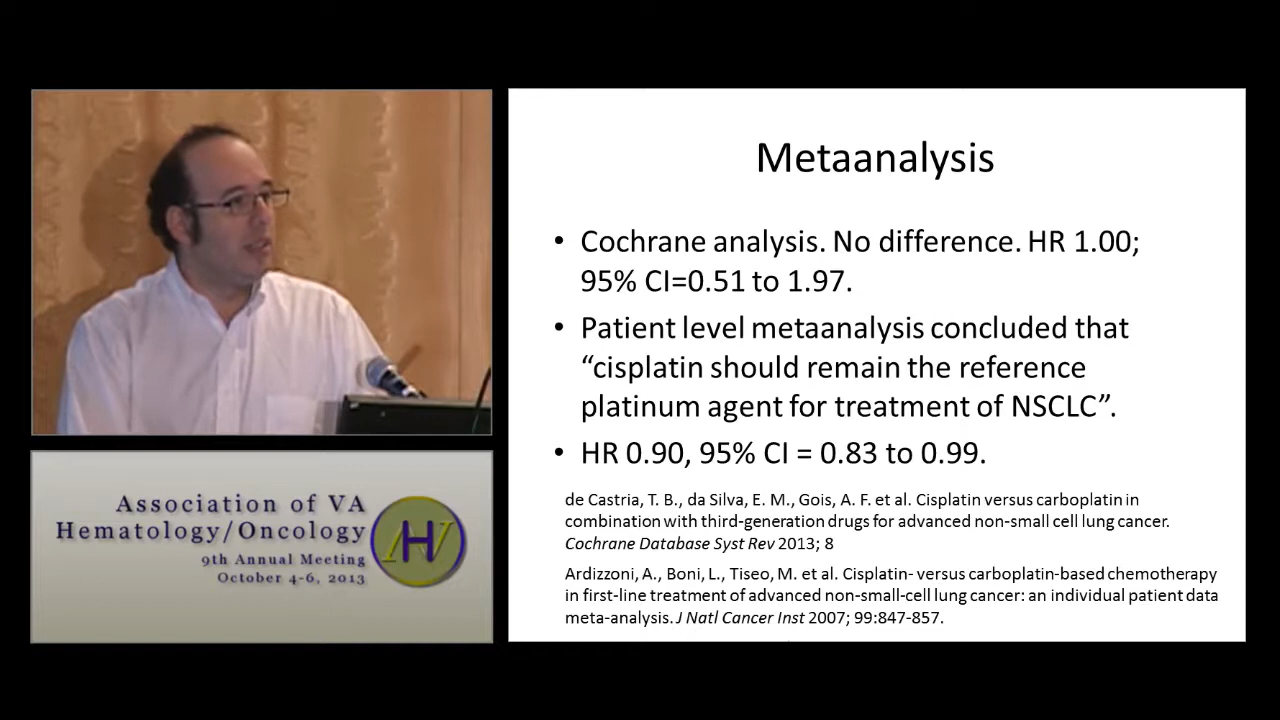 Metaanalysis
• Cochrane analysis. No difference. HR 1.00;
95% CI=0.51 to 1.97.
• Patient level metaanalysis concluded that
“cisplatin should remain the reference
platinum agent for treatment of NSCLC”.
• HR 0.90, 95% CI = 0.83 to 0.99.
de Castria, T. B., da Silva, E. M., Gois, A. F. et al. Cisplatin versus carboplatin in
combination with third-generation drugs for advanced non-small cell lung cancer.
Cochrane Database Syst Rev 2013; 8
Ardizzoni, A., Boni, L., Tiseo, M. et al. Cisplatin- versus carboplatin-based chemotherapy
in first-line treatment of advanced non-small-cell lung cancer: an individual patient data
meta-analysis. J Natl Cancer Inst 2007; 99:847-857.
Association of VA
Hematology/Oncology
9th Annual Meeting
October 4-6, 2013
HV